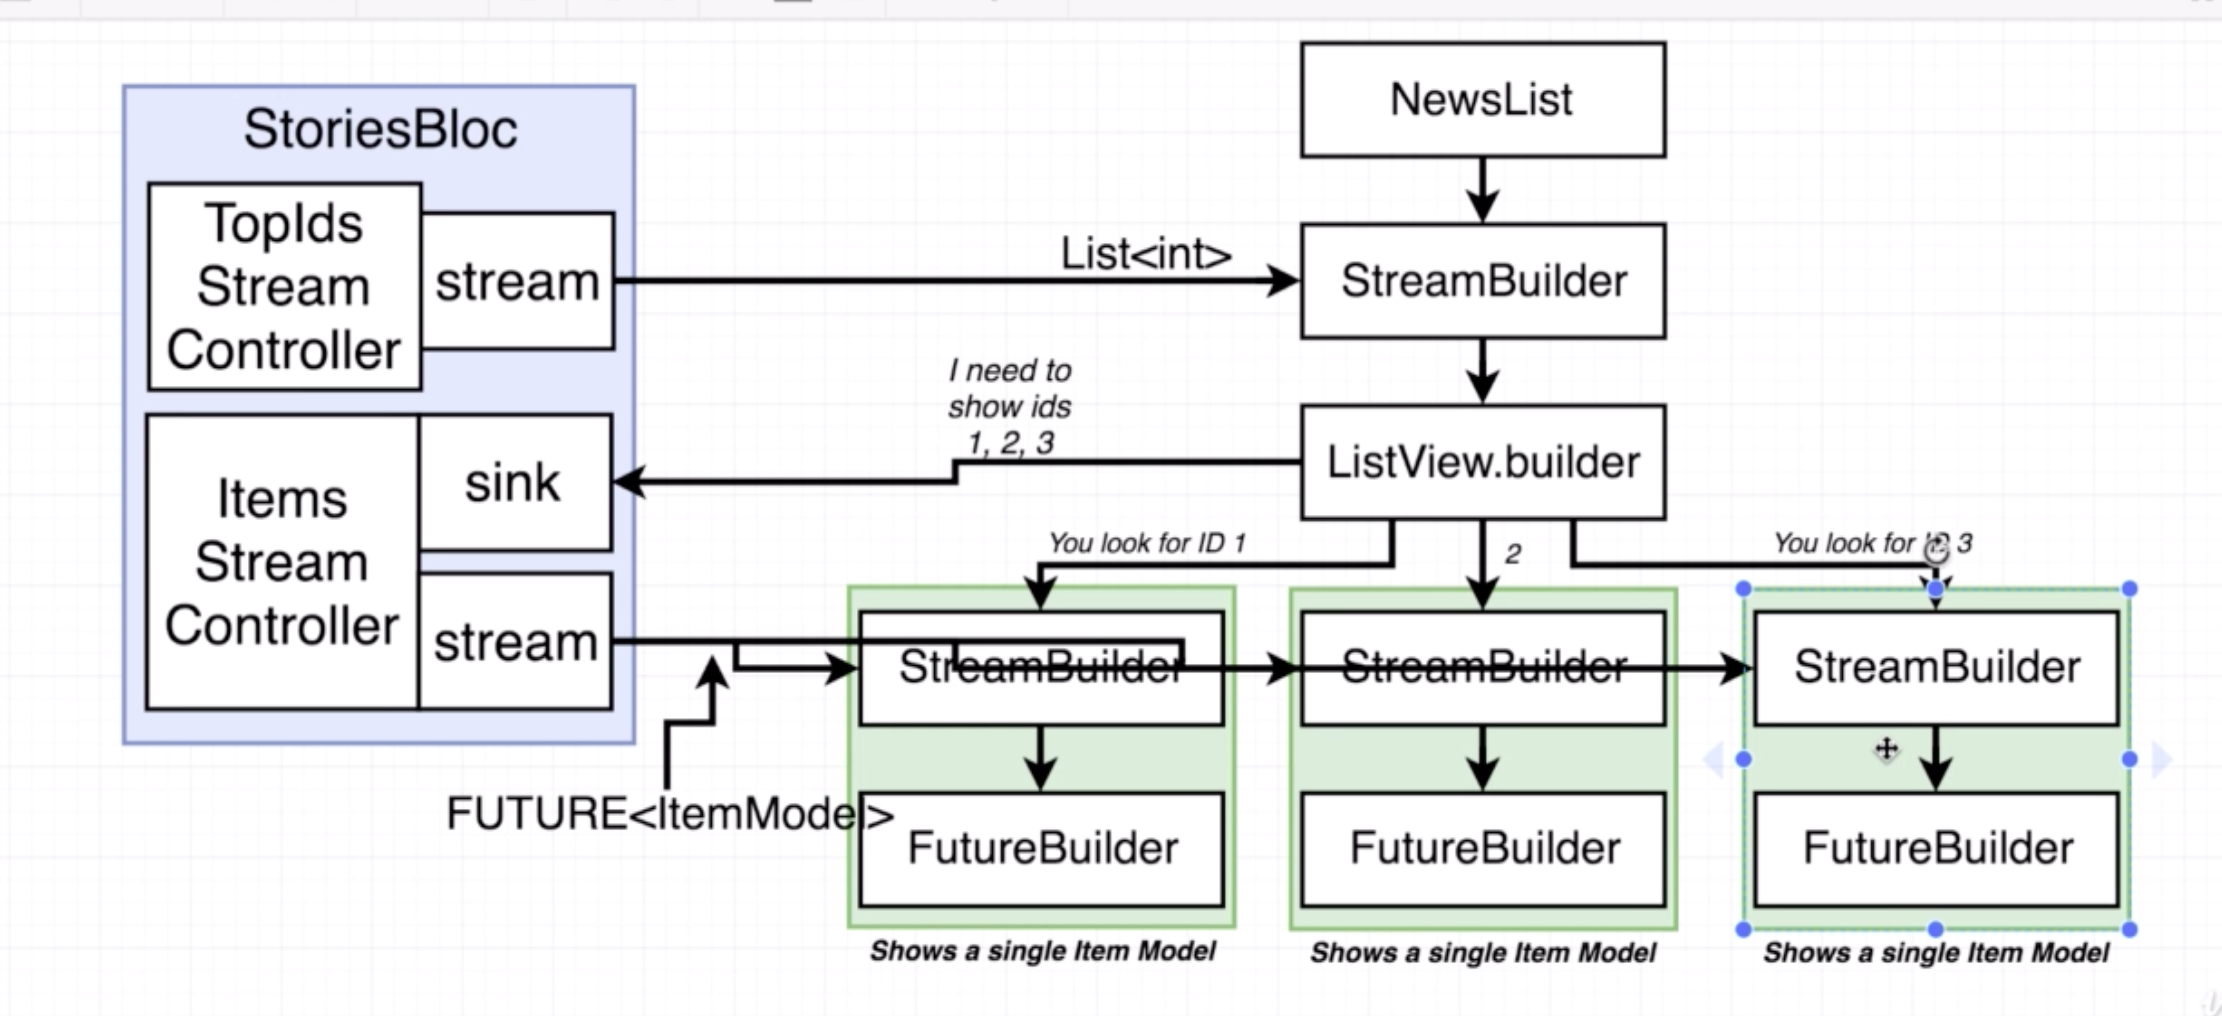 NewsList
StoriesBloc
TopIds
Stream
Controller
stream
List<int>
StreamBuilder
I need to
show ids
1, 2, 3
ListView.builder
Items
Stream
Controller
sink
stream
You look for ID 1
2
You look for ID 3
StreamBuilder
StreamBuilder
StreamBuilder
FUTURE<ItemModel>
FutureBuilder
FutureBuilder
FutureBuilder
Shows a single Item Model
Shows a single Item Model
Shows a single Item Model